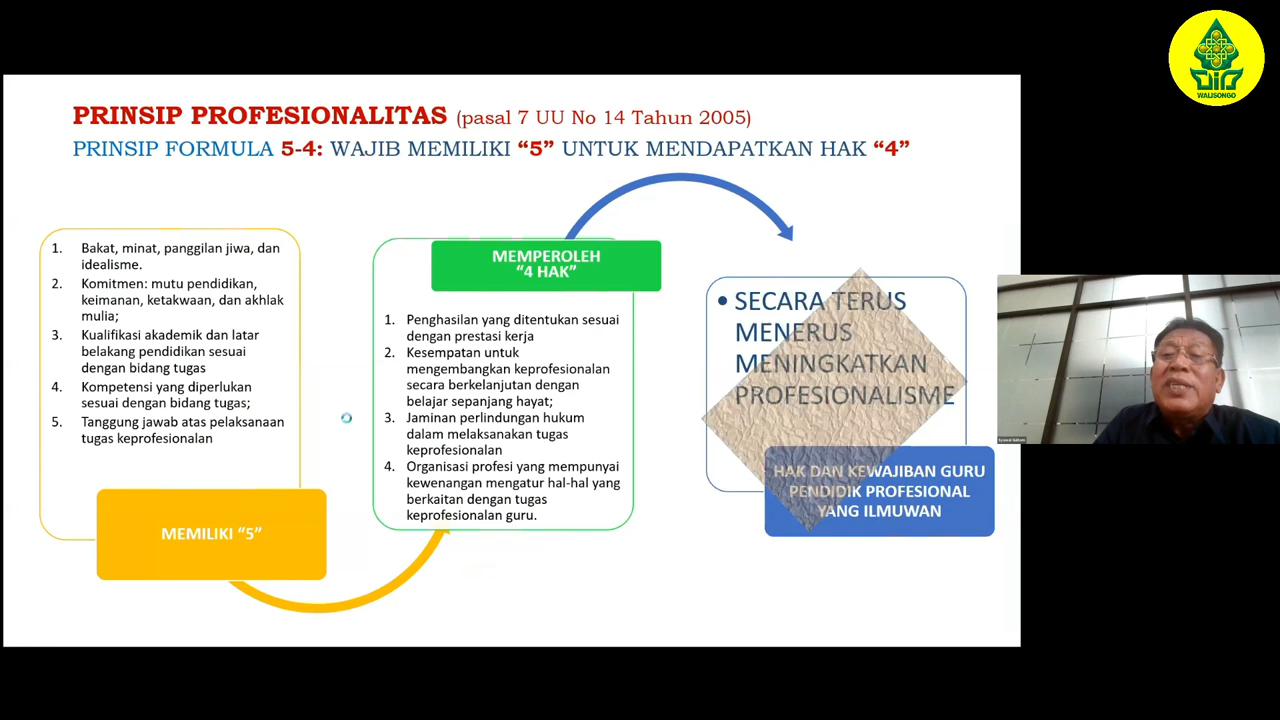 WALISONGO
PRINSIP PROFESIONALITAS (pasal 7 UU No 14 Tahun 2005)
PRINSIP FORMULA 5-4: WAJIB MEMILIKI “5” UNTUK MENDAPATKAN HAK “4”
1. Bakat, minat, panggilan jiwa, dan
idealisme.
2. Komitmen: mutu pendidikan,
keimanan, ketakwaan, dan akhlak
mulia;
3. Kualifikasi akademik dan latar
belakang pendidikan sesuai
dengan bidang tugas
4. Kompetensi yang diperlukan
sesuai dengan bidang tugas;
5. Tanggung jawab atas pelaksanaan
tugas keprofesionalan
MEMILIKI “5”
MEMPEROLEH
“4 HAK”
1. Penghasilan yang ditentukan sesuai
dengan prestasi kerja
2. Kesempatan untuk
mengembangkan keprofesionalan
secara berkelanjutan dengan
belajar sepanjang hayat;
3. Jaminan perlindungan hukum
dalam melaksanakan tugas
keprofesionalan
4. Organisasi profesi yang mempunyai
kewenangan mengatur hal-hal yang
berkaitan dengan tugas
keprofesionalan guru.
• SECARA TERUS
MENERUS
MENINGKATKAN
PROFESIONALISME
HAK DAN KEWAJIBAN GURU
PENDIDIK PROFESIONAL
YANG ILMUWAN